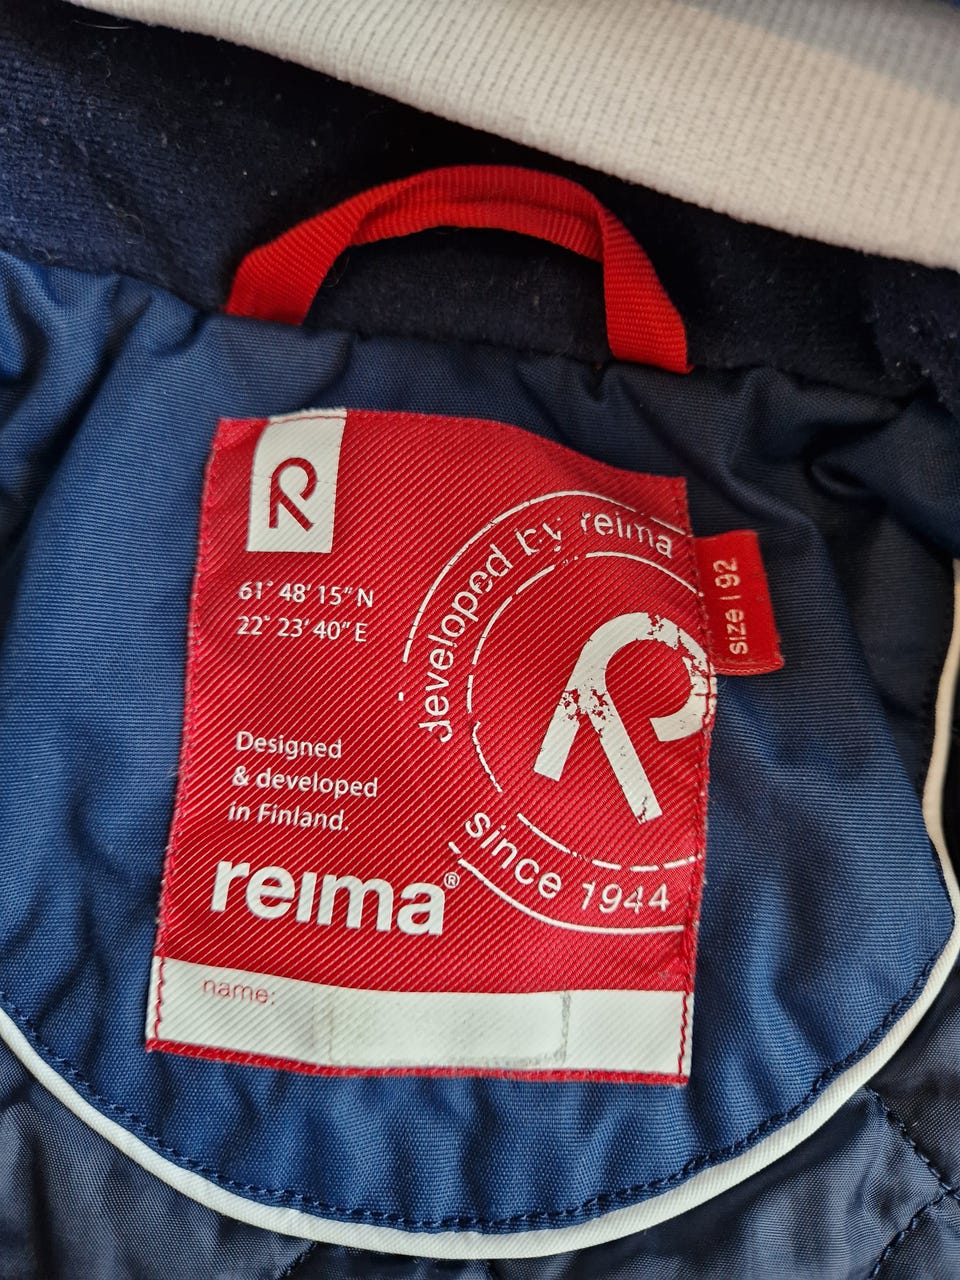 R
61° 48' 15" N
22° 23' 40" E
developed by reima
R
size | 92
Designed
& developed
in Finland.
reima®
since 1944
name: